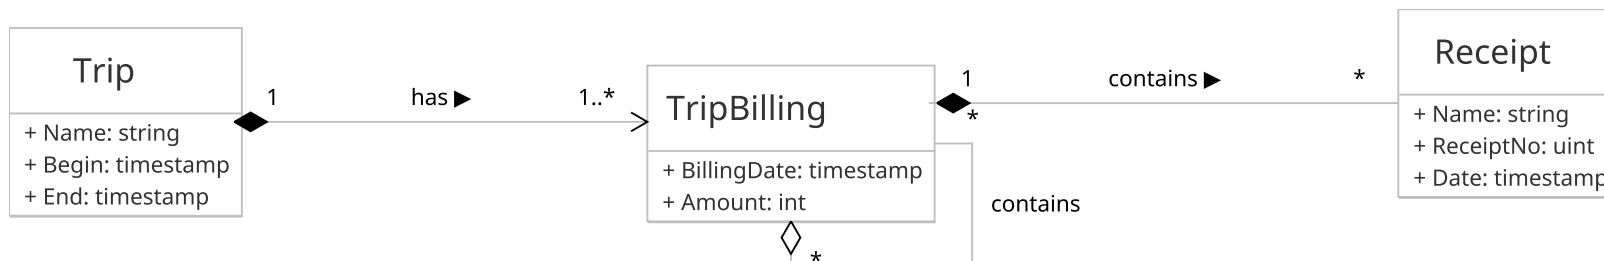 Trip
+ Name: string
+ Begin: timestamp
+ End: timestamp
1
has ▶
1..*
TripBilling
+ BillingDate: timestamp
+ Amount: int
1
contains ▶
*
*
contains
*
Receipt
+ Name: string
+ ReceiptNo: uint
+ Date: timestamp